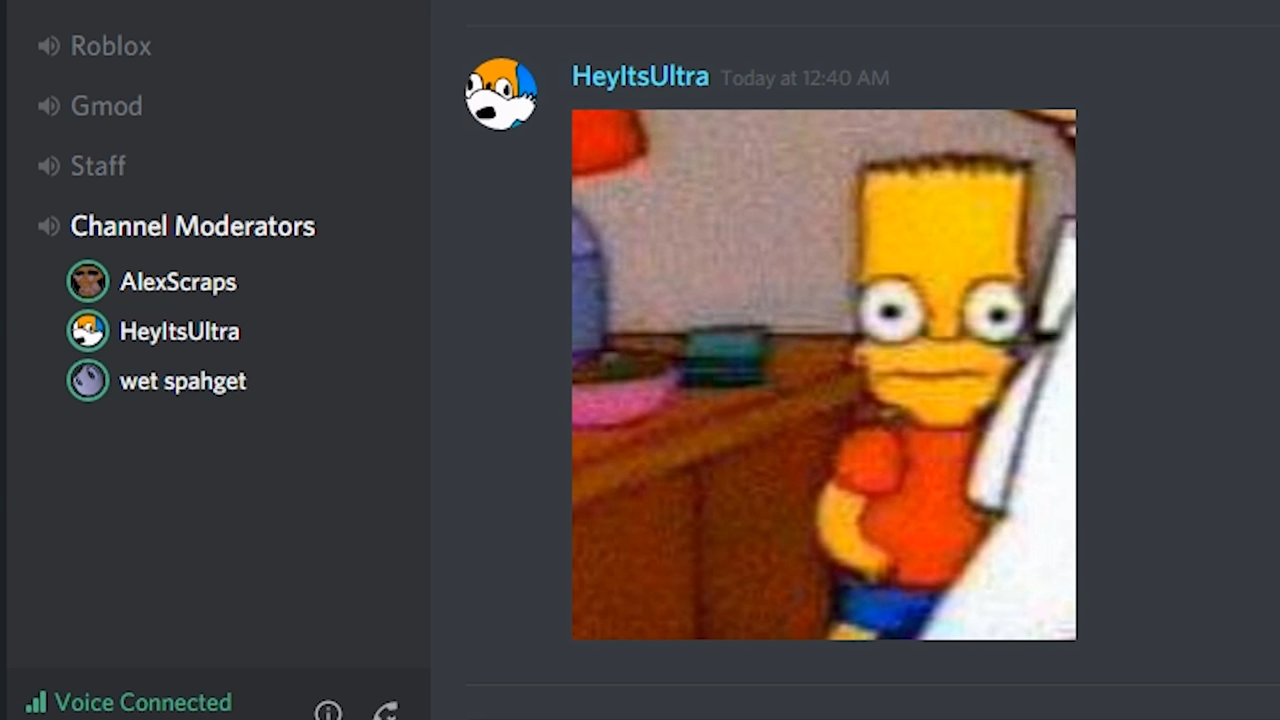 Roblox
Gmod
Staff
Channel Moderators
AlexScraps
HeyItsUltra
wet spahget
Voice Connected
HeyItsUltra Today at 12:40 AM